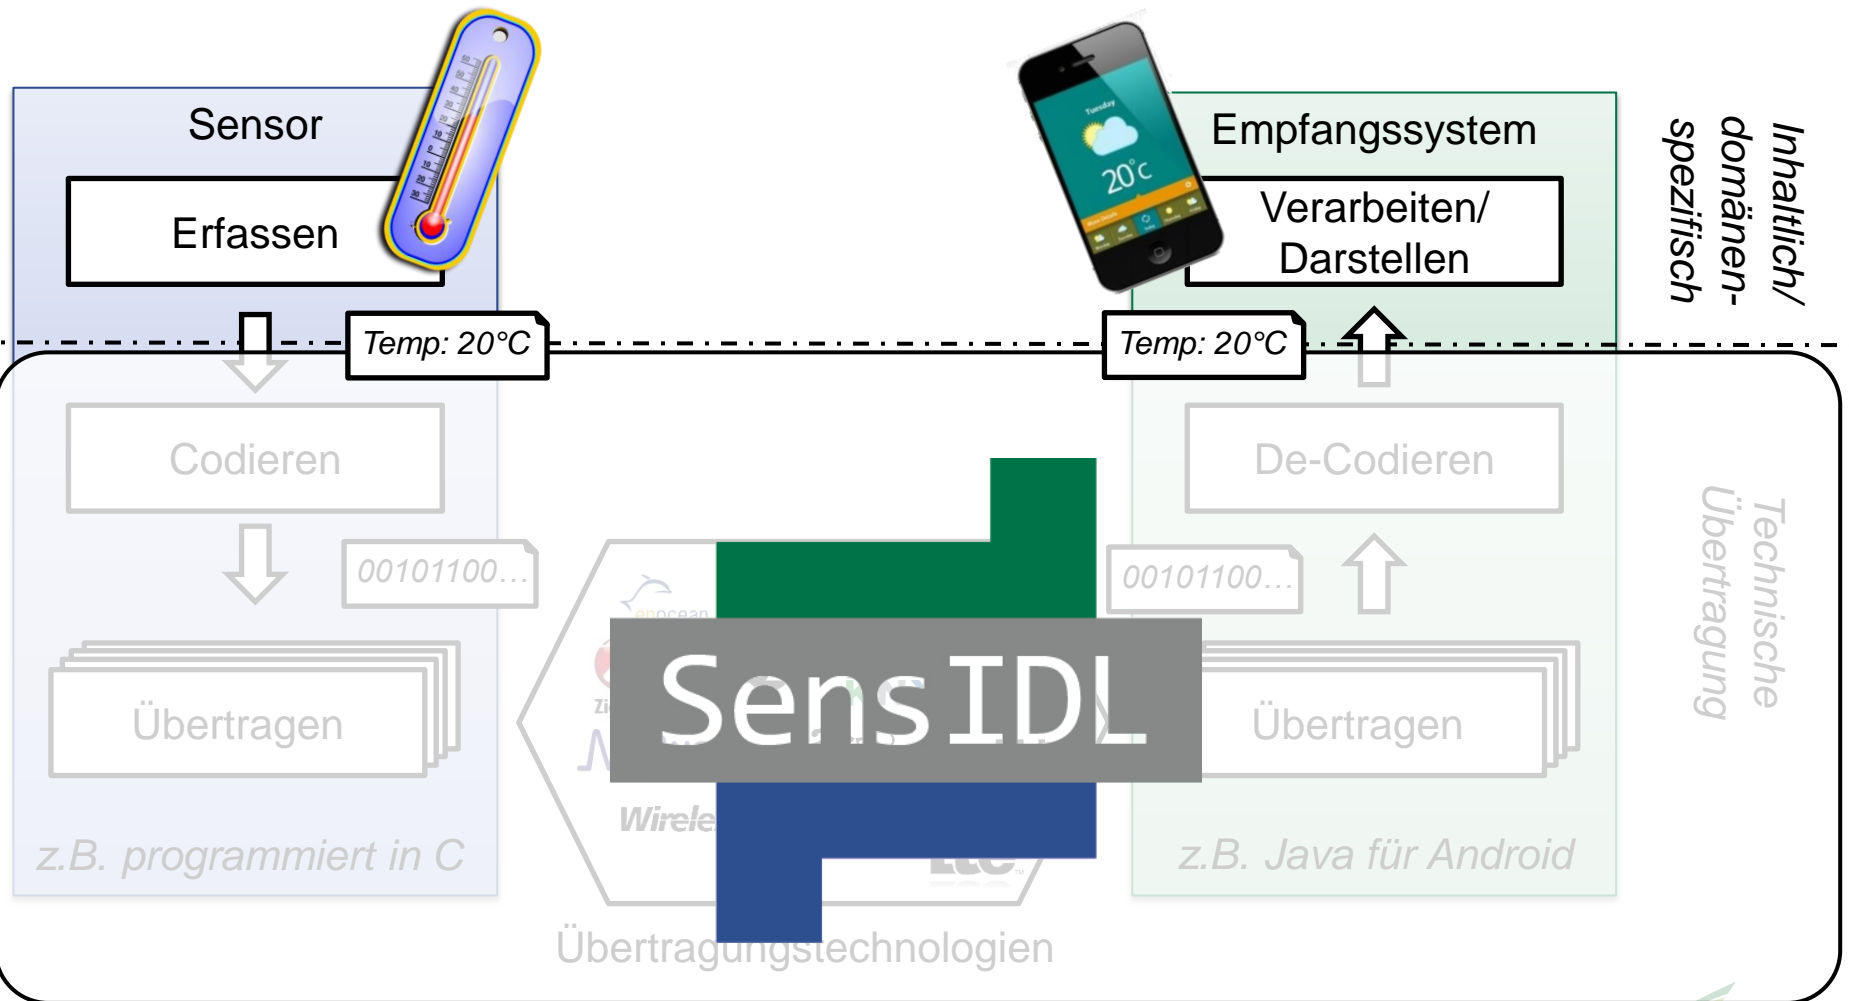 Sensor
Erfassen
Tuesday
20°C
Empfangssystem
Verarbeiten/
Darstellen
Inhaltlich/
domänen-
spezifisch
Temp: 20°C
Temp: 20°C
Codieren
De-Codieren
00101100...
00101100...
enocean
SensIDL
Übertragen
Übertragen
Technische
Übertragung
z.B. programmiert in C
z.B. Java für Android
Übertragungstechnologien